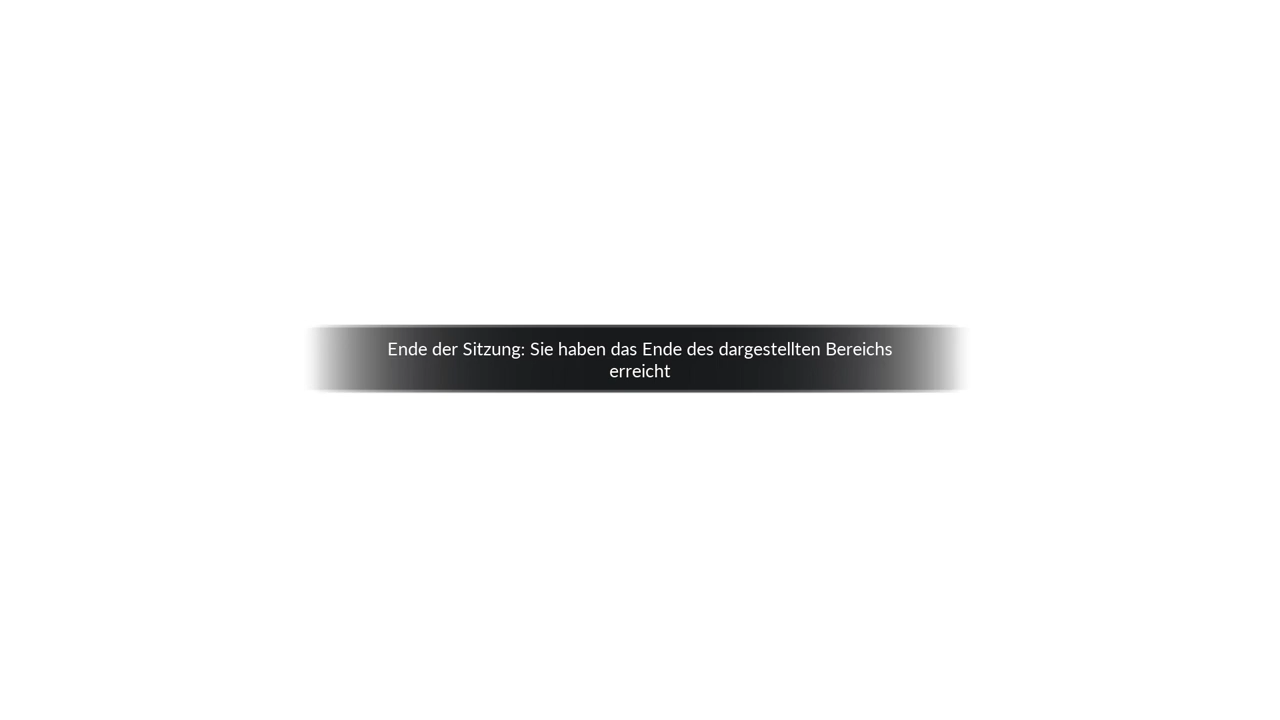 Ende der Sitzung: Sie haben das Ende des dargestellten Bereichs
erreicht